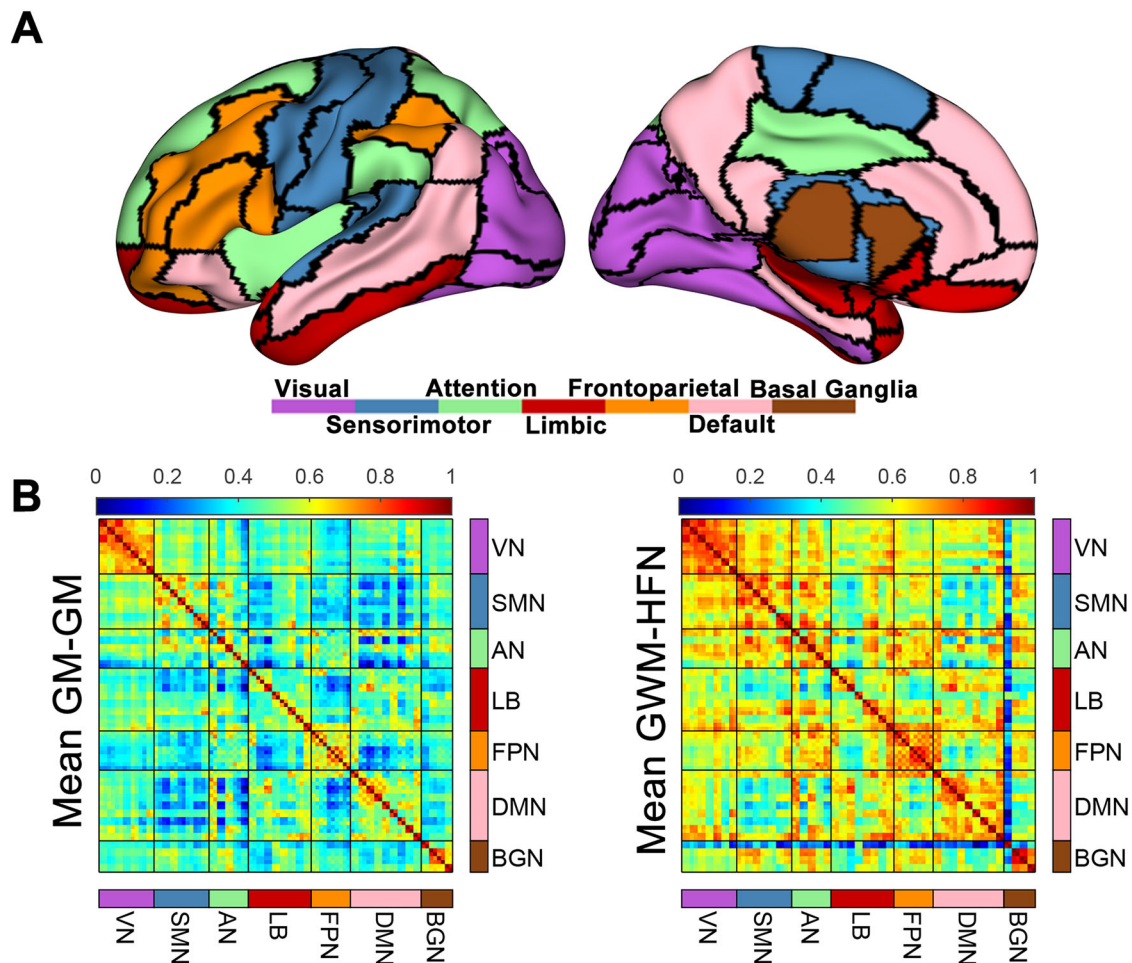 A
Visual Attention Frontoparietal Basal Ganglia
Sensorimotor Limbic Default
B
0 0.2 0.4 0.6 0.8 1
Mean GM-GM
VN
SMN
AN
LB
FPN
DMN
BGN
VN SMN AN LB FPN DMN BGN
0 0.2 0.4 0.6 0.8 1
Mean GWM-HFN
VN
SMN
AN
LB
FPN
DMN
BGN
VN SMN AN LB FPN DMN BGN